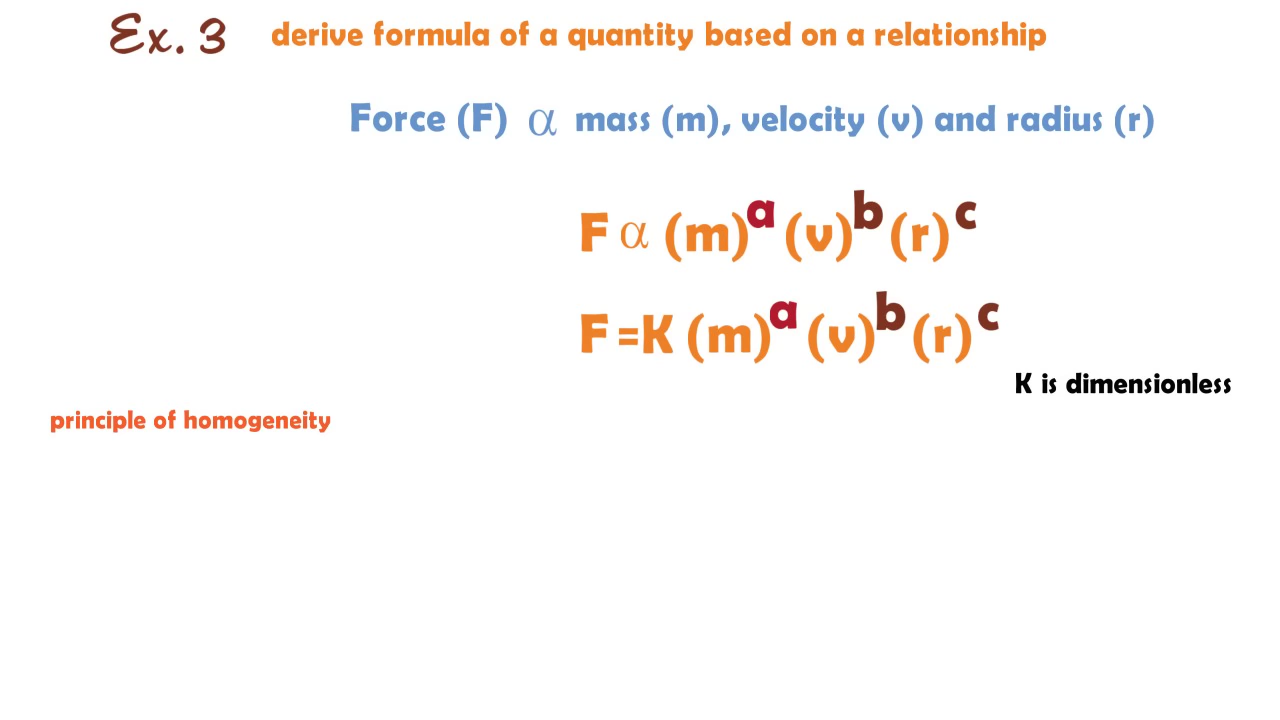 Ex. 3 derive formula of a quantity based on a relationship
Force (F) α mass (m), velocity (v) and radius (r)
F α (m)^a (v)^b (r)^c
F =K (m)^a (v)^b (r)^c
K is dimensionless
principle of homogeneity